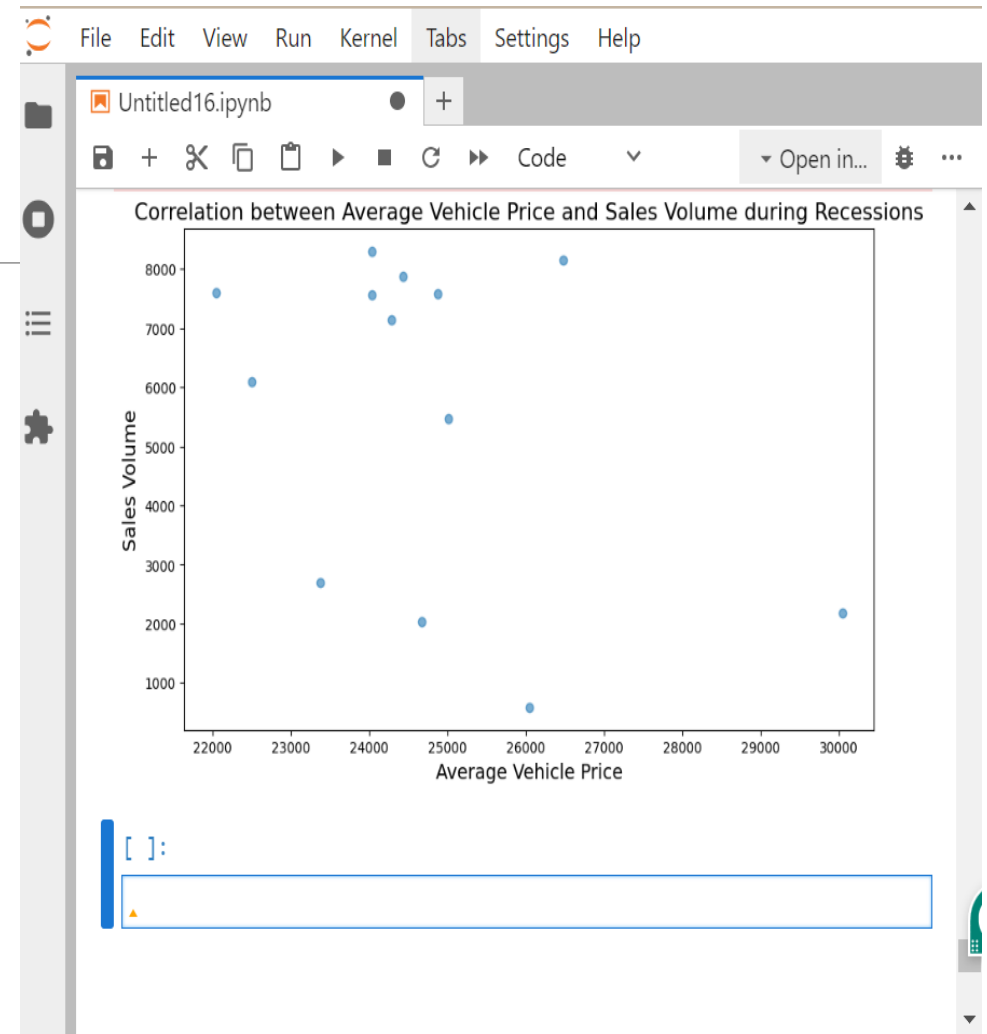 File Edit View Run Kernel Tabs Settings Help
Untitled16.ipynb
Code Open in...
Correlation between Average Vehicle Price and Sales Volume during Recessions
8000
7000
6000
5000
4000
3000
2000
1000
Sales Volume
22000 23000 24000 25000 26000 27000 28000 29000 30000
Average Vehicle Price
[ ]: